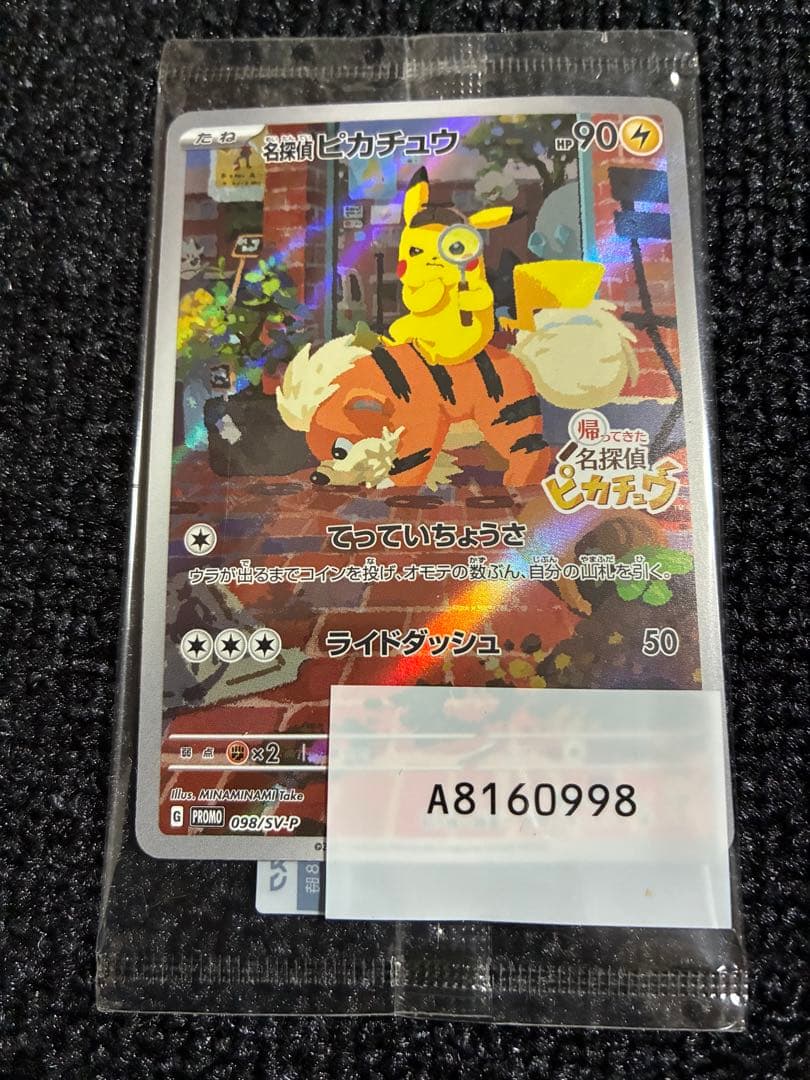 たね
名探偵ピカチュウ
HP90
帰ってきた
名探偵
ピカチュウ
てっていちょうさ
ウラが出るまでコインを投げ、オモテの数ぶん、自分の山札を引く。
ライドダッシュ 50
弱点 ×2
Illus. MINAMINAMI Take
G PROMO 098/SV-P
A8160998